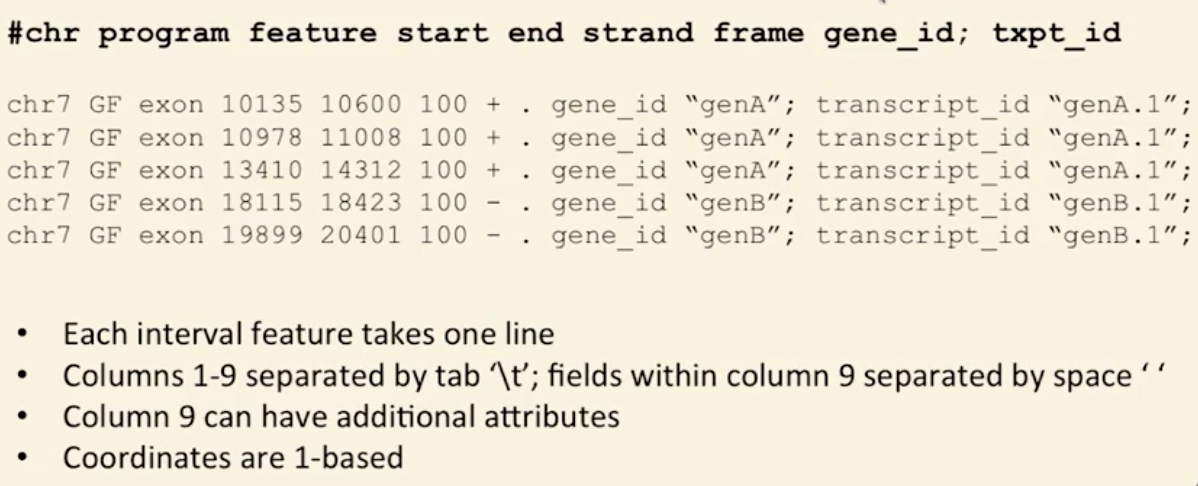 #chr program feature start end strand frame gene_id; txpt_id
chr7 GF exon 10135 10600 100 + . gene_id “genA”; transcript_id “genA.1”;
chr7 GF exon 10978 11008 100 + . gene_id “genA”; transcript_id “genA.1”;
chr7 GF exon 13410 14312 100 + . gene_id “genA”; transcript_id “genA.1”;
chr7 GF exon 18115 18423 100 - . gene_id “genB”; transcript_id “genB.1”;
chr7 GF exon 19899 20401 100 - . gene_id “genB”; transcript_id “genB.1”;
• Each interval feature takes one line
• Columns 1-9 separated by tab ‘\t’; fields within column 9 separated by space ‘ ‘
• Column 9 can have additional attributes
• Coordinates are 1-based